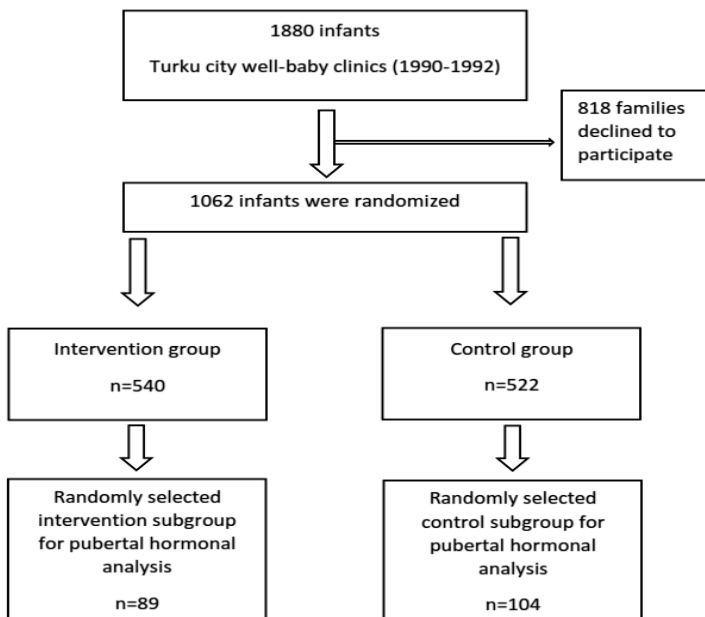 1880 infants
Turku city well-baby clinics (1990-1992)
818 families
declined to
participate
1062 infants were randomized
Intervention group
n=540
Control group
n=522
Randomly selected
intervention subgroup
for pubertal hormonal
analysis
n=89
Randomly selected
control subgroup for
pubertal hormonal
analysis
n=104